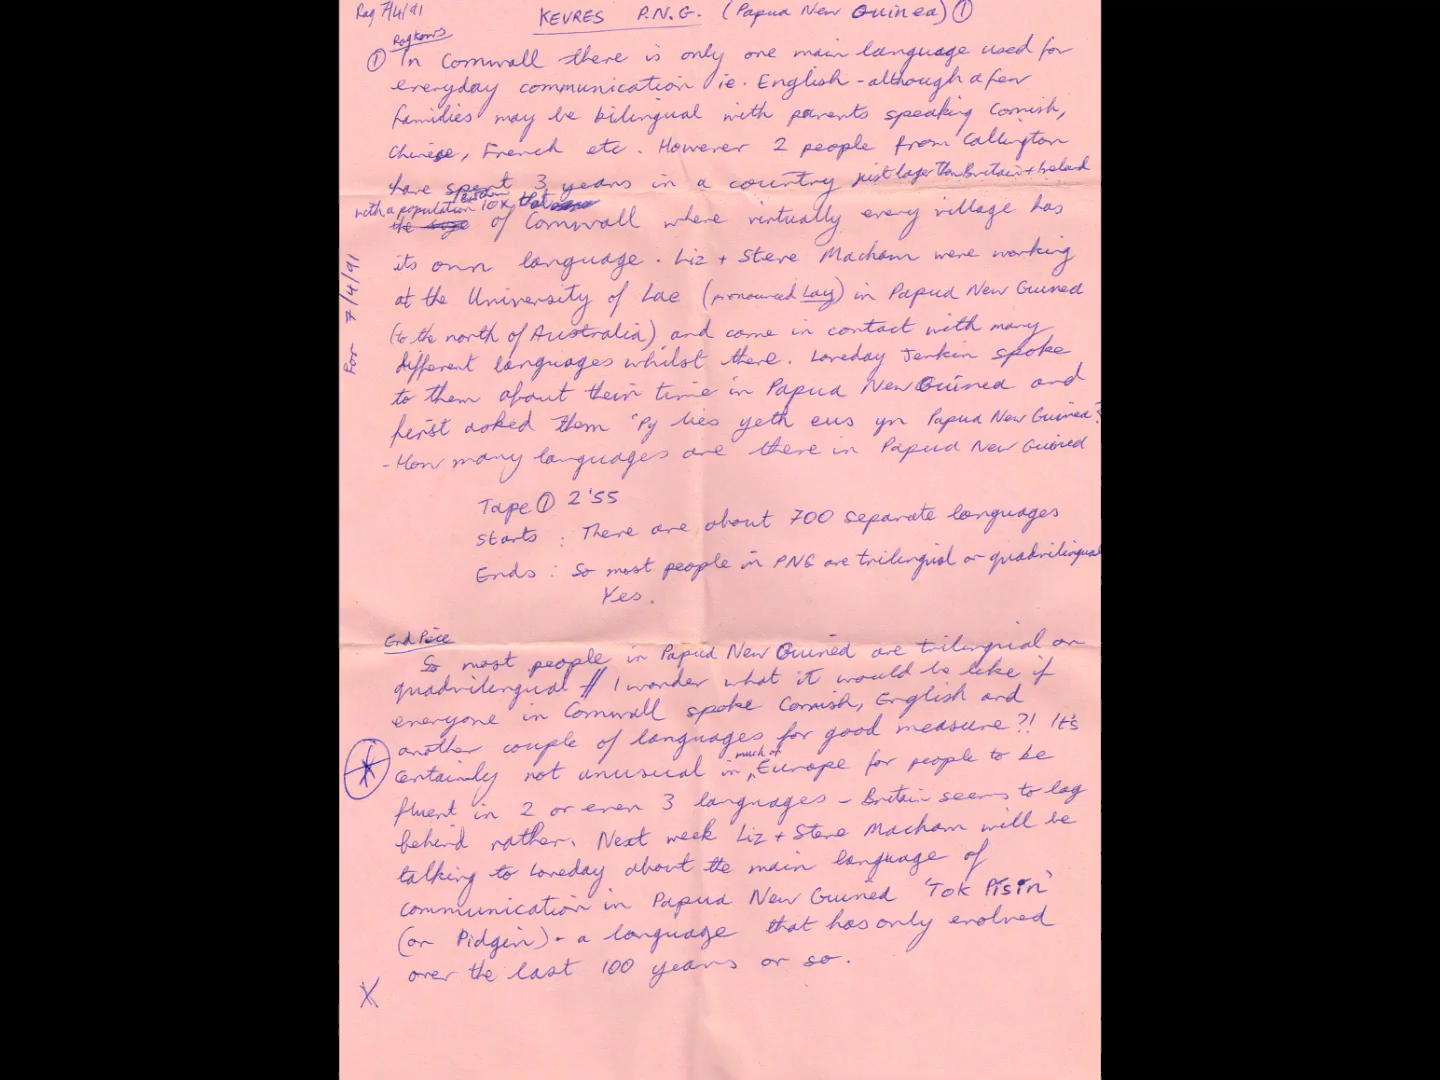 Rag 7/4/91
KEVRES P.N.G. (Papua New Guinea) ①
Ragkows
① In Cornwall there is only one main language used for
everyday communication ie. English - although a few
families may be bilingual with parents speaking Cornish,
Chinese, French etc. However 2 people from Callington
have spent 3 years in a country just larger than Britain + Ireland
with a population 10x that
of Cornwall where virtually every village has
its own language. Liz + Steve Macham were working
at the University of Lae (pronounced Lay) in Papua New Guinea
(to the north of Australia) and came in contact with many
different languages whilst there. Loveday Jenkin spoke
to them about their time in Papua New Guinea and
first asked them 'Py lies yeth eus yn Papua New Guinea?
- How many languages are there in Papua New Guinea
For 7/4/91
Tape ① 2'55
Starts : There are about 700 separate languages
Ends : So most people in PNG are trilingual or quadrilingual
Yes.
End Piece
So most people in Papua New Guinea are trilingual or
quadrilingual // I wonder what it would be like if
everyone in Cornwall spoke Cornish, English and
another couple of languages for good measure?! It's
certainly not unusual in much of Europe for people to be
fluent in 2 or even 3 languages - Britain seems to lag
behind rather. Next week Liz + Steve Macham will be
talking to Loveday about the main language of
communication in Papua New Guinea 'Tok Pisin'
(or Pidgin) - a language that has only evolved
over the last 100 years or so.
X